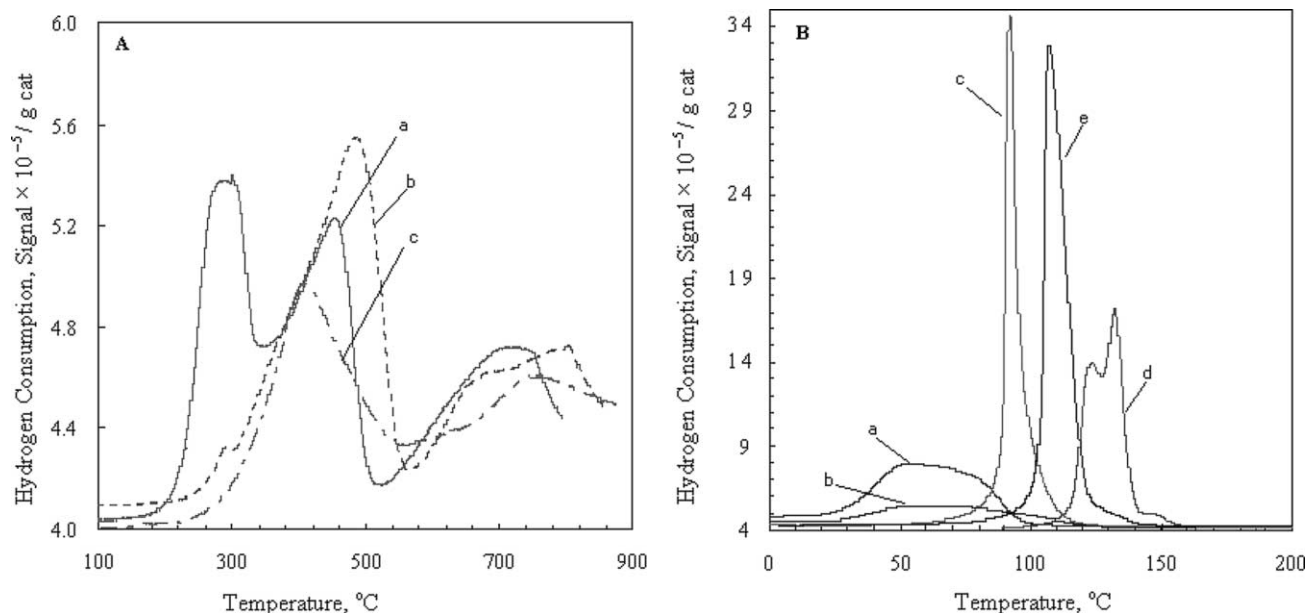 A
Hydrogen Consumption, Signal × 10⁻⁵ / g cat
6.0
5.6
5.2
4.8
4.4
4.0
a
b
c
100 300 500 700 900
Temperature, °C
B
Hydrogen Consumption, Signal × 10⁻⁵ / g cat
34
29
24
19
14
9
4
c
e
d
a
b
0 50 100 150 200
Temperature, °C